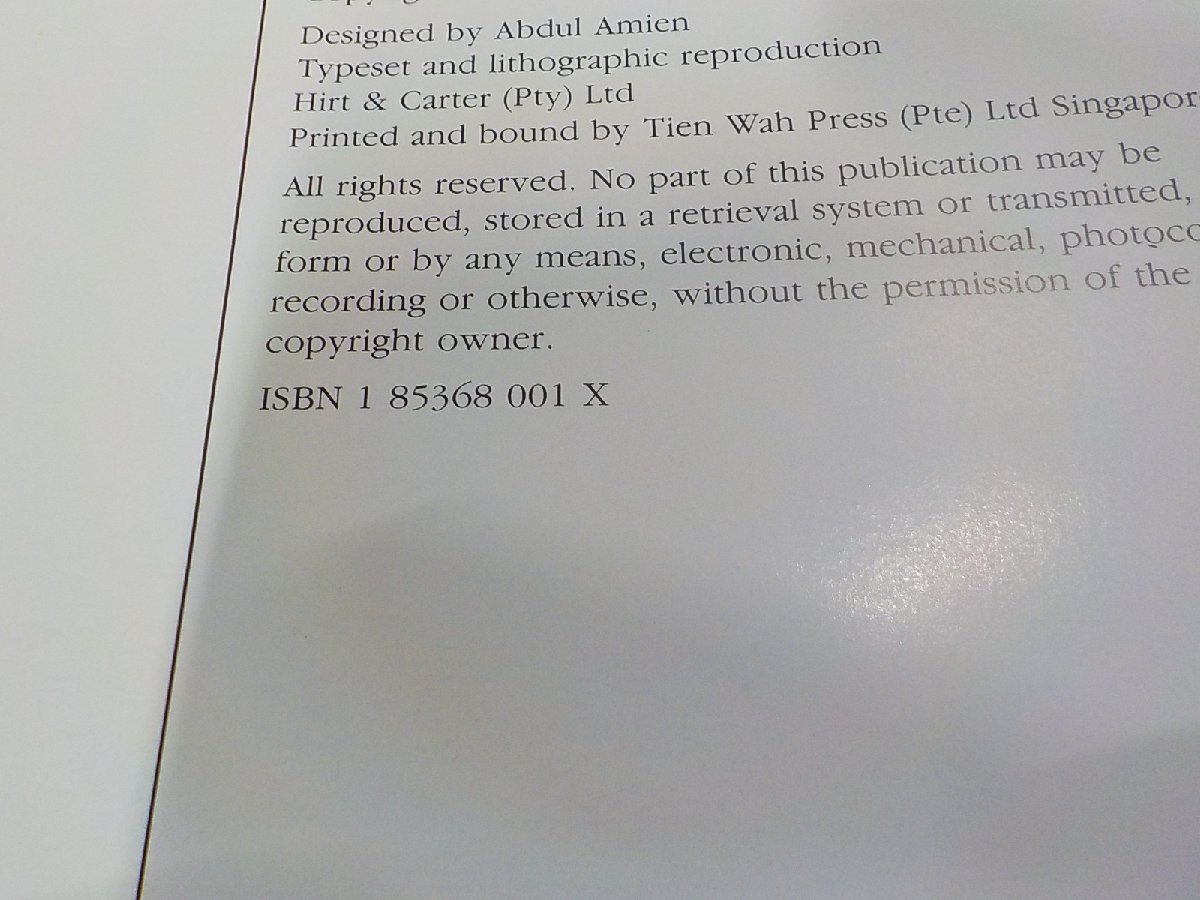 Designed by Abdul Amien
Typeset and lithographic reproduction
Hirt & Carter (Pty) Ltd
Printed and bound by Tien Wah Press (Pte) Ltd Singapor
All rights reserved. No part of this publication may be
reproduced, stored in a retrieval system or transmitted,
form or by any means, electronic, mechanical, photoco
recording or otherwise, without the permission of the
copyright owner.
ISBN 1 85368 001 X